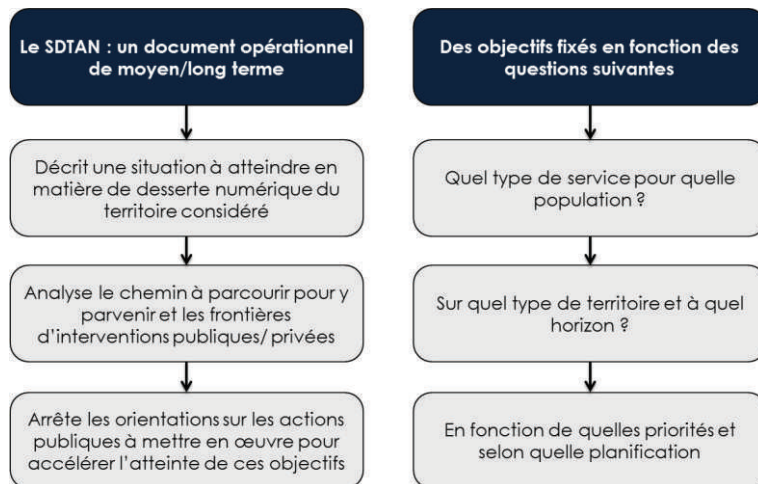 Le SDTAN : un document opérationnel
de moyen/long terme
Décrit une situation à atteindre en
matière de desserte numérique du
territoire considéré
Analyse le chemin à parcourir pour y
parvenir et les frontières
d'interventions publiques/ privées
Arrête les orientations sur les actions
publiques à mettre en œuvre pour
accélérer l'atteinte de ces objectifs
Des objectifs fixés en fonction des
questions suivantes
Quel type de service pour quelle
population ?
Sur quel type de territoire et à quel
horizon ?
En fonction de quelles priorités et
selon quelle planification